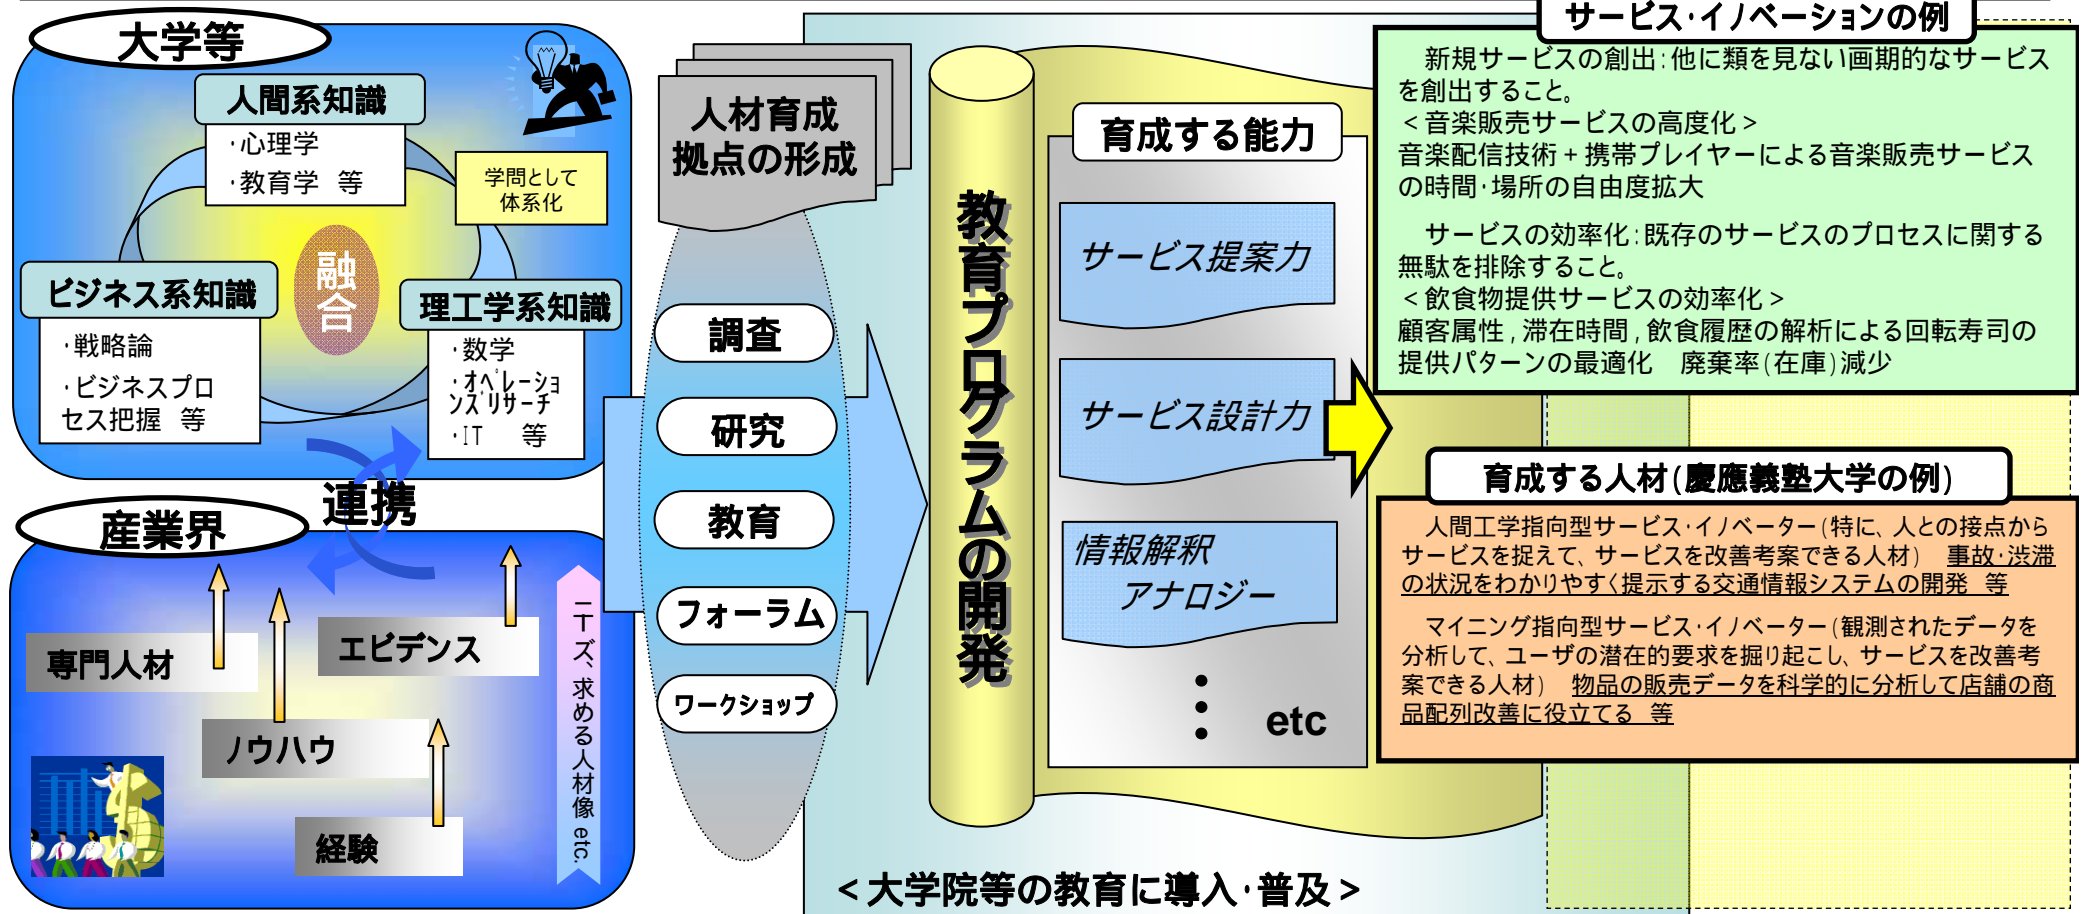 大学等
人間系知識
・心理学
・教育学 等
学問として
体系化
融合
ビジネス系知識
・戦略論
・ビジネスプロ
セス把握 等
理工学系知識
・数学
・オペレーショ
ンズリサーチ
・IT 等
連携
産業界
専門人材
エビデンス
ノウハウ
経験
ニーズ、求める人材像 etc.
人材育成
拠点の形成
調査
研究
教育
フォーラム
ワークショップ
教育プログラムの開発
育成する能力
サービス提案力
サービス設計力
情報解釈
アナロジー
etc
<大学院等の教育に導入・普及>
サービス・イノベーションの例
新規サービスの創出:他に類を見ない画期的なサービス
を創出すること。
<音楽販売サービスの高度化>
音楽配信技術+携帯プレイヤーによる音楽販売サービス
の時間・場所の自由度拡大
サービスの効率化:既存のサービスのプロセスに関する
無駄を排除すること。
<飲食物提供サービスの効率化>
顧客属性,滞在時間,飲食履歴の解析による回転寿司の
提供パターンの最適化 廃棄率(在庫)減少
育成する人材(慶應義塾大学の例)
人間工学指向型サービス・イノベーター(特に、人との接点から
サービスを捉えて、サービスを改善考案できる人材) 事故・渋滞
の状況をわかりやすく提示する交通情報システムの開発 等
マイニング指向型サービス・イノベーター(観測されたデータを
分析して、ユーザの潜在的要求を掘り起こし、サービスを改善考
案できる人材) 物品の販売データを科学的に分析して店舗の商
品配列改善に役立てる 等